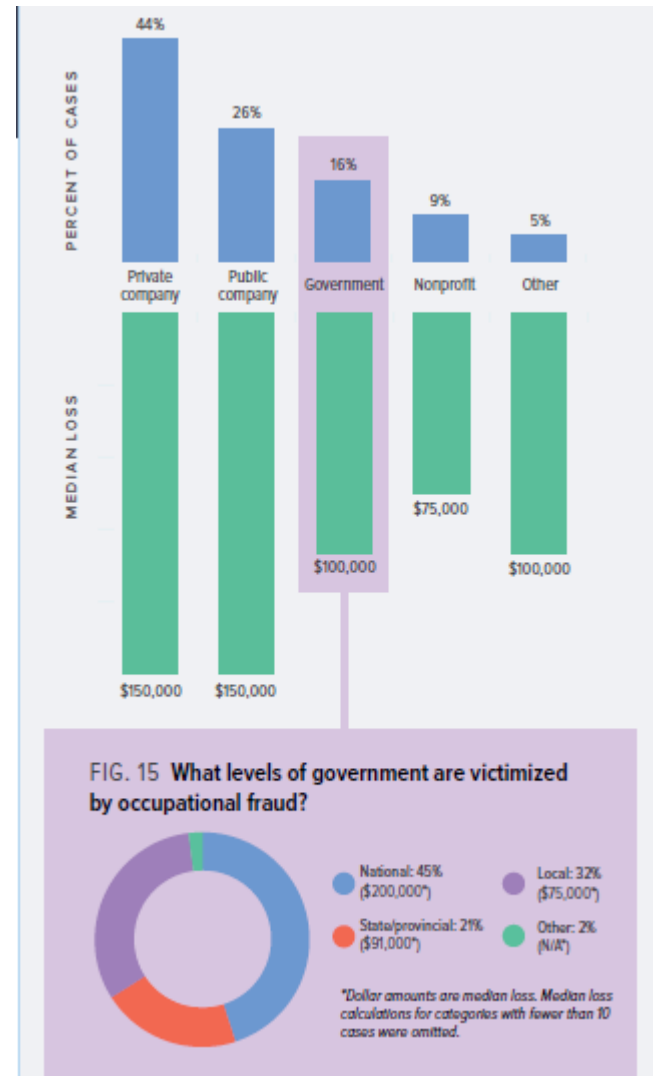 44%
26%
16%
9%
5%
PERCENT OF CASES
Private
company
Public
company
Government
Nonprofit
Other
MEDIAN LOSS
$75,000
$100,000
$100,000
$150,000
$150,000
FIG. 15 What levels of government are victimized
by occupational fraud?
National: 45%
($200,000*)
Local: 32%
($75,000*)
State/provincial: 21%
($91,000*)
Other: 2%
(N/A*)
*Dollar amounts are median loss. Median loss
calculations for categories with fewer than 10
cases were omitted.